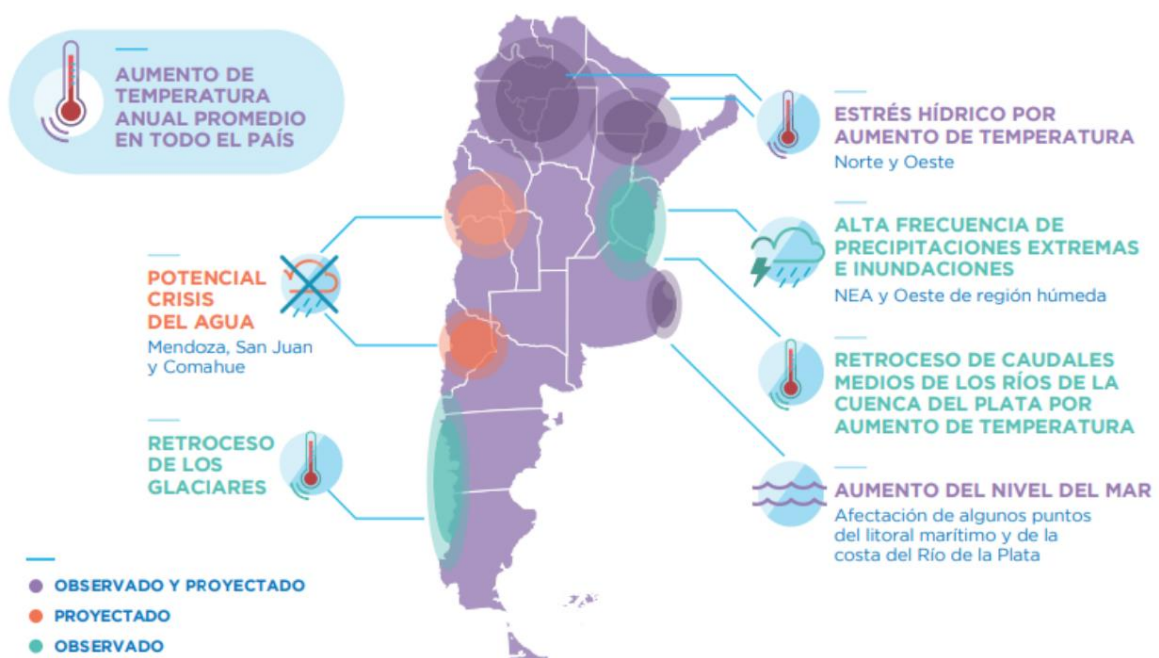 AUMENTO DE
TEMPERATURA
ANUAL PROMEDIO
EN TODO EL PAÍS
ESTRÉS HÍDRICO POR
AUMENTO DE TEMPERATURA
Norte y Oeste
ALTA FRECUENCIA DE
PRECIPITACIONES EXTREMAS
E INUNDACIONES
NEA y Oeste de región húmeda
POTENCIAL
CRISIS
DEL AGUA
Mendoza, San Juan
y Comahue
RETROCESO DE CAUDALES
MEDIOS DE LOS RÍOS DE LA
CUENCA DEL PLATA POR
AUMENTO DE TEMPERATURA
RETROCESO
DE LOS
GLACIARES
AUMENTO DEL NIVEL DEL MAR
Afectación de algunos puntos
del litoral marítimo y de la
costa del Río de la Plata
OBSERVADO Y PROYECTADO
PROYECTADO
OBSERVADO